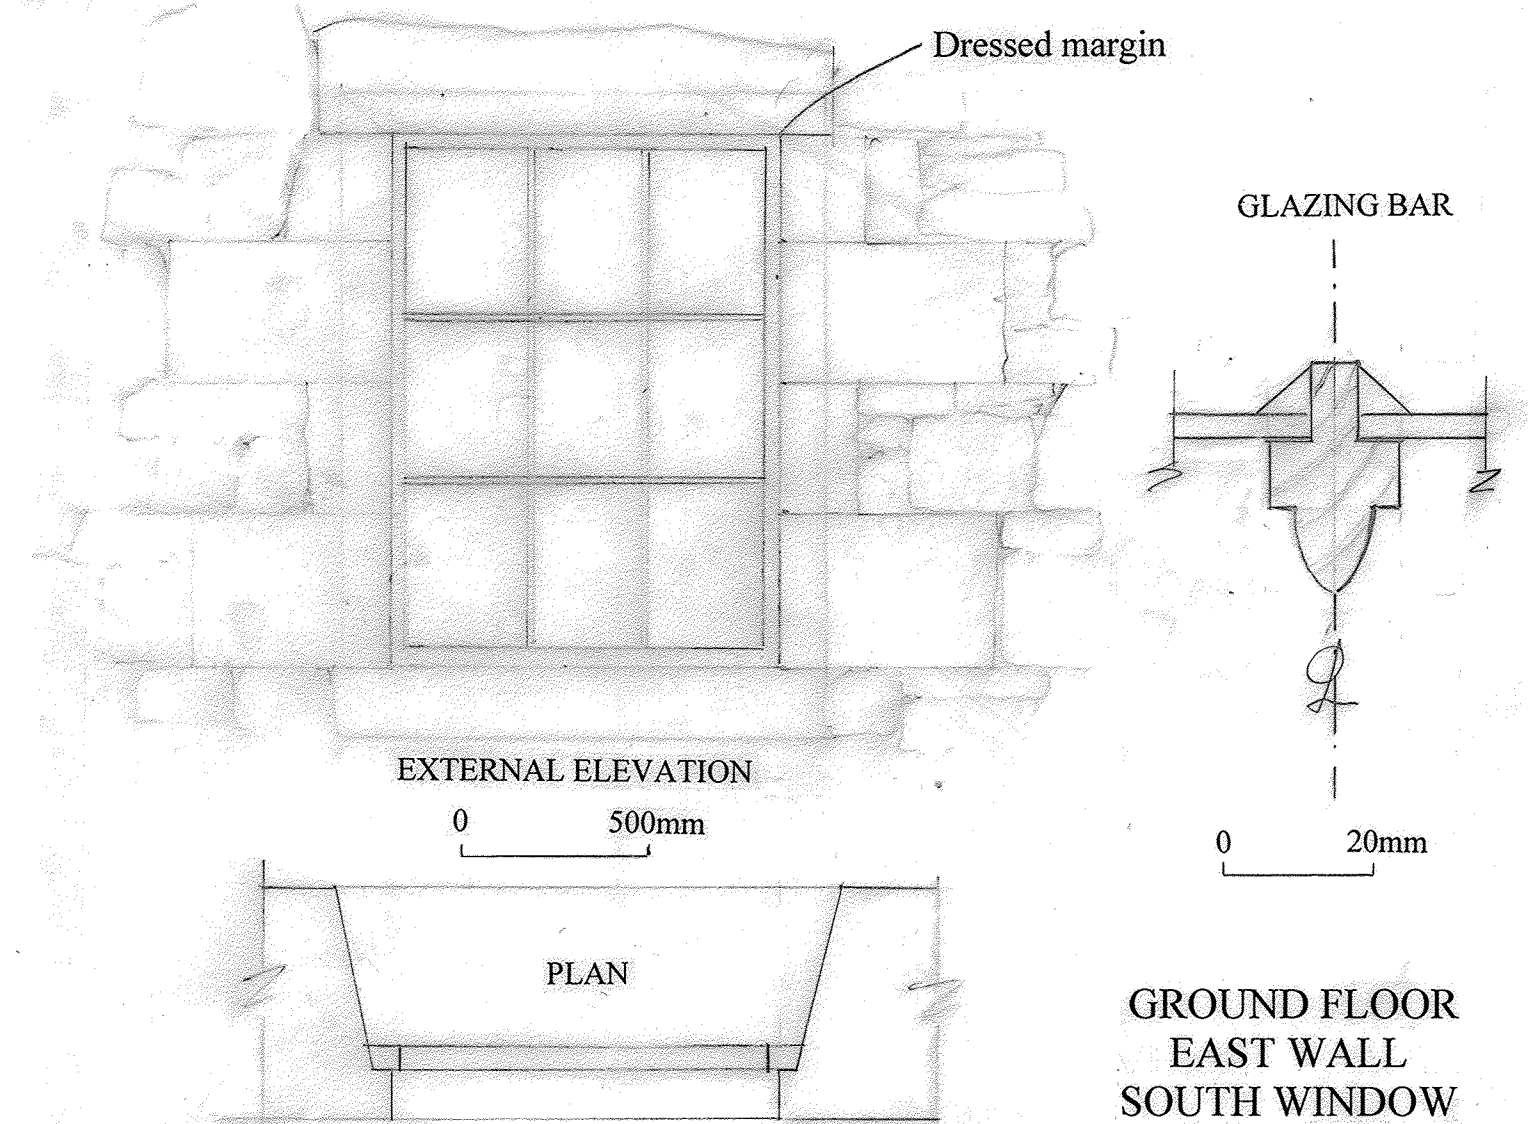 Dressed margin
GLAZING BAR
EXTERNAL ELEVATION
0 500mm
0 20mm
PLAN
GROUND FLOOR
EAST WALL
SOUTH WINDOW